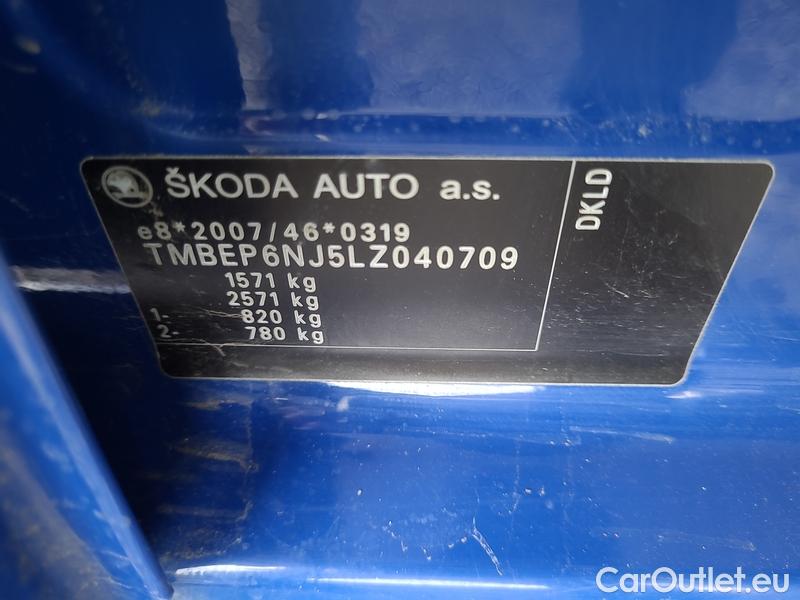 ŠKODA AUTO a.s.
e8*2007/46*0319
TMBEP6NJ5LZ040709
1571 kg
2571 kg
1- 820 kg
2- 780 kg
DKLD
CarOutlet.eu